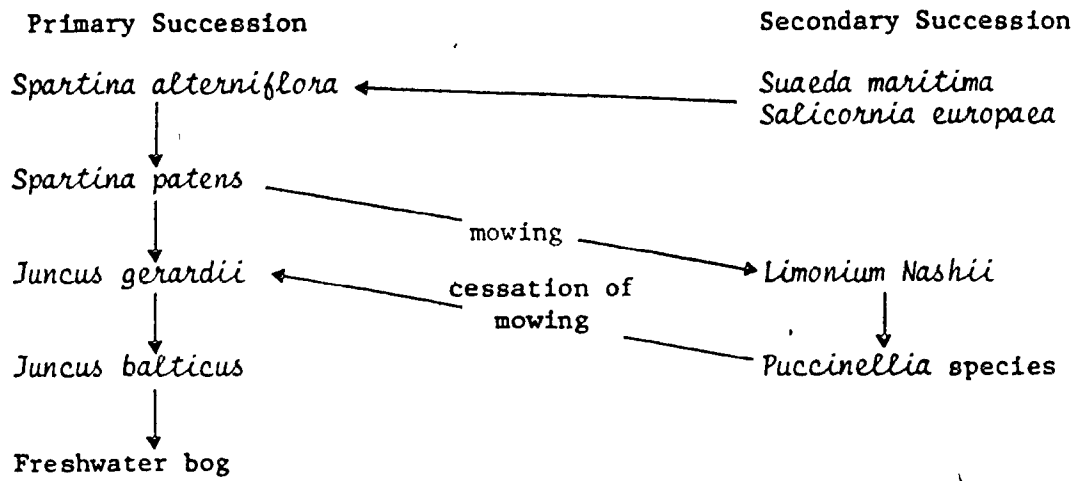 Primary Succession
Secondary Succession
Spartina alterniflora
Suaeda maritima
Salicornia europaea
Spartina patens
mowing
Juncus gerardii
Limonium Nashii
cessation of
mowing
Juncus balticus
Puccinellia species
Freshwater bog